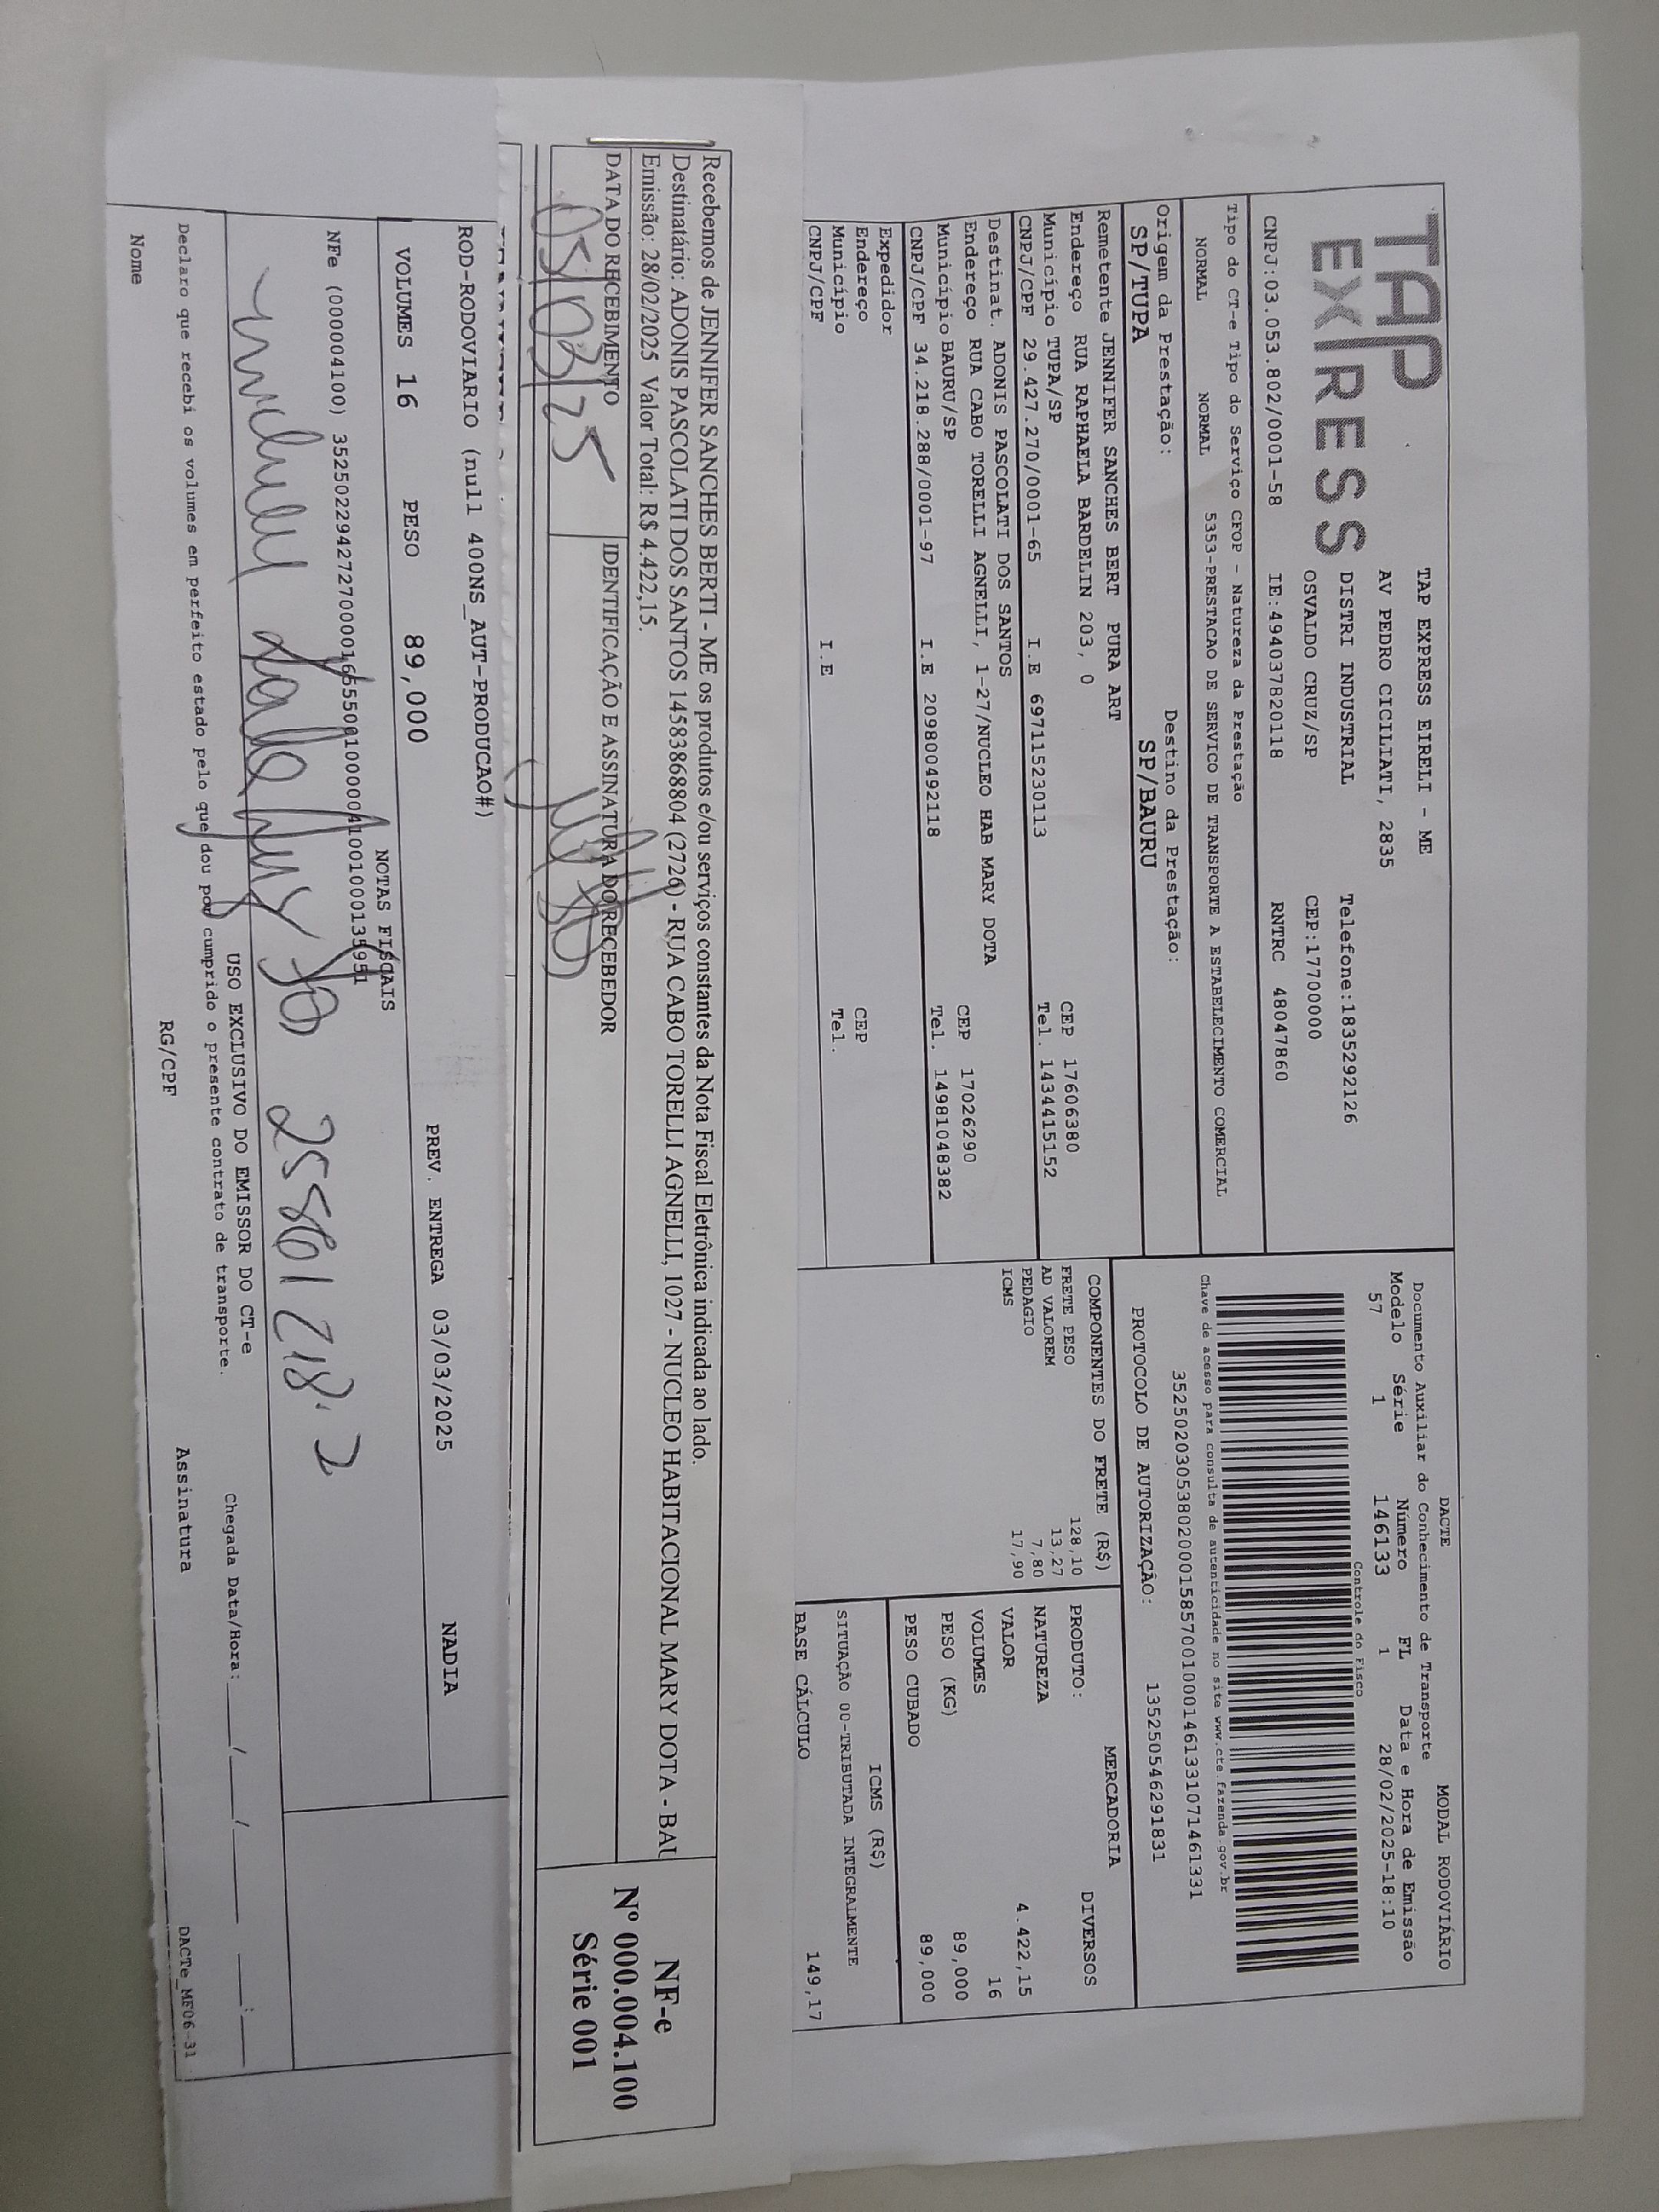 TAP EXPRESS
TAP EXPRESS EIRELI - ME
AV PEDRO CICILIATI, 2835
DISTRI INDUSTRIAL Telefone:1835292126
OSVALDO CRUZ/SP CEP:17700000
CNPJ:03.053.802/0001-58 IE:494037820118 RNTRC 48047860
Tipo do CT-e Tipo do Serviço CFOP - Natureza da Prestação
NORMAL NORMAL 5353-PRESTACAO DE SERVICO DE TRANSPORTE A ESTABELECIMENTO COMERCIAL
Origem da Prestação: Destino da Prestação:
SP/TUPA SP/BAURU
DACTE MODAL RODOVIÁRIO
Documento Auxiliar do Conhecimento de Transporte
Modelo Série Número FL Data e Hora de Emissão
57 1 146133 1 28/02/2025-18:10
Controle do Fisco
Chave de acesso para consulta de autenticidade no site www.cte.fazenda.gov.br
35250203053802000158570010001461331071461331
PROTOCOLO DE AUTORIZAÇÃO: 135250546291831
Remetente JENNIFER SANCHES BERT PURA ART
Endereço RUA RAPHAELA BARDELIN 203, 0 CEP 17606380
Município TUPA/SP Tel. 1434415152
CNPJ/CPF 29.427.270/0001-65 I.E 697115230113
Destinat. ADONIS PASCOLATI DOS SANTOS
Endereço RUA CABO TORELLI AGNELLI, 1-27/NUCLEO HAB MARY DOTA CEP 17026290
Município BAURU/SP Tel. 14981048382
CNPJ/CPF 34.218.288/0001-97 I.E 209800492118
Expedidor
Endereço CEP
Município Tel.
CNPJ/CPF I.E
COMPONENTES DO FRETE (R$)
FRETE PESO 128,10
AD VALOREM 13,27
PEDAGIO 7,80
ICMS 17,90
MERCADORIA
PRODUTO: DIVERSOS
NATUREZA
VALOR 4.422,15
VOLUMES 16
PESO (KG) 89,000
PESO CUBADO 89,000
ICMS (R$)
SITUAÇÃO 00-TRIBUTADA INTEGRALMENTE
BASE CÁLCULO 149,17
Recebemos de JENNIFER SANCHES BERTI - ME os produtos e/ou serviços constantes da Nota Fiscal Eletrônica indicada ao lado.
Destinatário: ADONIS PASCOLATI DOS SANTOS 14583868804 (2726) - RUA CABO TORELLI AGNELLI, 1027 - NUCLEO HABITACIONAL MARY DOTA - BAU
Emissão: 28/02/2025 Valor Total: R$ 4.422,15.
DATA DO RECEBIMENTO IDENTIFICAÇÃO E ASSINATURA DO RECEBEDOR
05/03/25
NF-e
Nº 000.004.100
Série 001
ROD-RODOVIARIO (null 400NS_AUT-PRODUCAO#)
VOLUMES 16 PESO 89,000 PREV. ENTREGA 03/03/2025 NADIA
NOTAS FISCAIS
NFe (000004100) 35250229427270000165550010000041001000135951
USO EXCLUSIVO DO EMISSOR DO CT-e
Declaro que recebi os volumes em perfeito estado pelo que dou por cumprido o presente contrato de transporte.
Chegada Data/Hora: ___/___/_____ ___:___
Nome RG/CPF Assinatura
DACTe_MF06-31